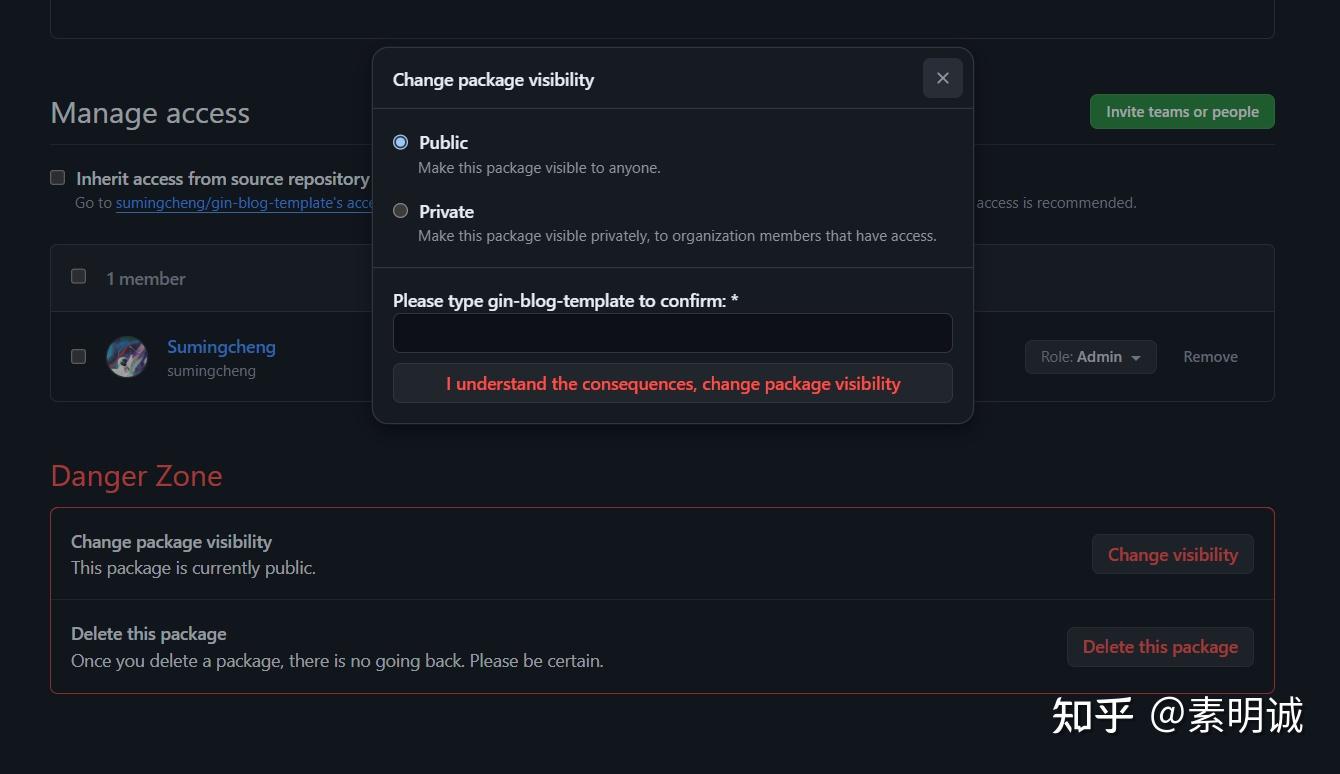 Change package visibility
Manage access
Invite teams or people
Public
Make this package visible to anyone.
Inherit access from source repository
Go to sumingcheng/gin-blog-template's acce
access is recommended.
Private
Make this package visible privately, to organization members that have access.
1 member
Please type gin-blog-template to confirm: *
Sumingcheng
sumingcheng
Role: Admin
Remove
I understand the consequences, change package visibility
Danger Zone
Change package visibility
This package is currently public.
Change visibility
Delete this package
Once you delete a package, there is no going back. Please be certain.
Delete this package
知乎 @素明诚